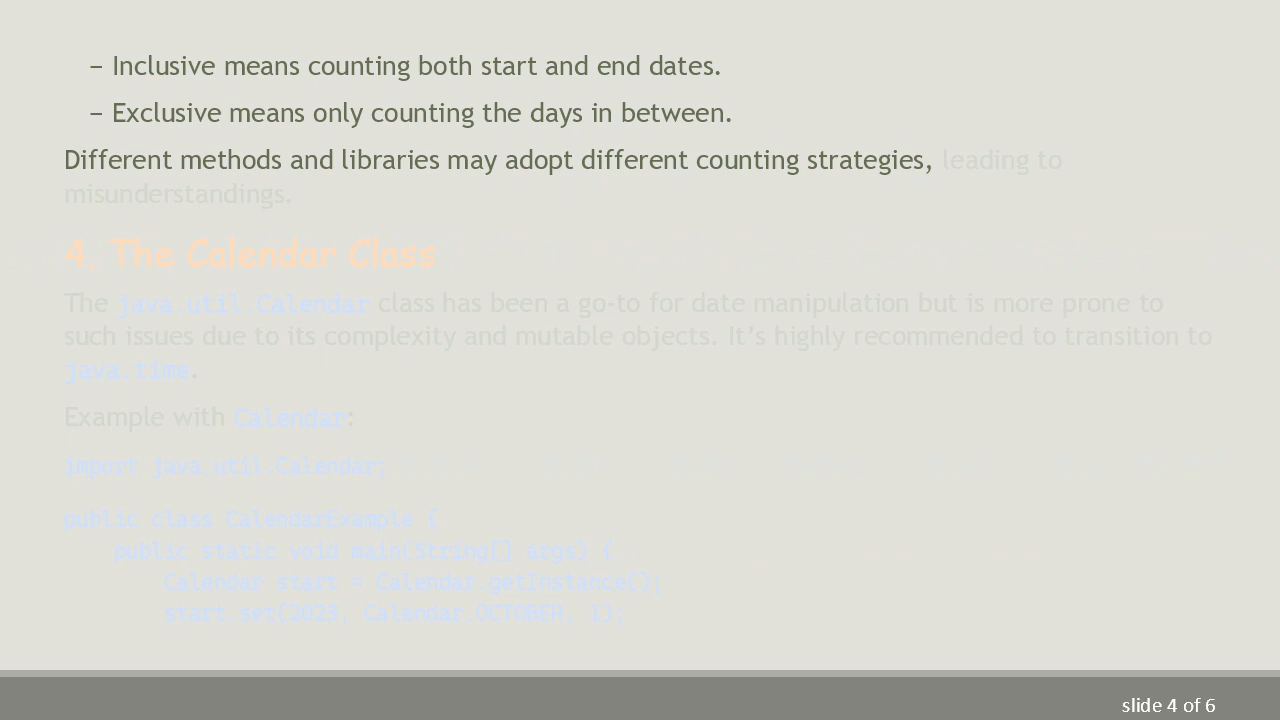 – Inclusive means counting both start and end dates.
– Exclusive means only counting the days in between.
Different methods and libraries may adopt different counting strategies, leading to
misunderstandings.
4. The Calendar Class
The java.util.Calendar class has been a go-to for date manipulation but is more prone to
such issues due to its complexity and mutable objects. It’s highly recommended to transition to
java.time.
Example with Calendar:
import java.util.Calendar;
public class CalendarExample {
    public static void main(String[] args) {
        Calendar start = Calendar.getInstance();
        start.set(2023, Calendar.OCTOBER, 1);
slide 4 of 6